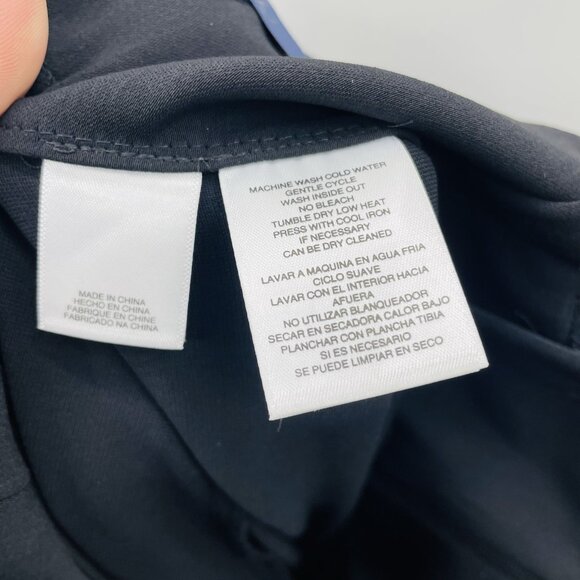 MADE IN CHINA
HECHO EN CHINA
FABRIQUE EN CHINE
FABRICADO NA CHINA
MACHINE WASH COLD WATER
GENTLE CYCLE
WASH INSIDE OUT
NO BLEACH
TUMBLE DRY LOW HEAT
PRESS WITH COOL IRON
IF NECESSARY
CAN BE DRY CLEANED
LAVAR A MAQUINA EN AGUA FRIA
CICLO SUAVE
LAVAR CON EL INTERIOR HACIA
AFUERA
NO UTILIZAR BLANQUEADOR
SECAR EN SECADORA CALOR BAJO
PLANCHAR CON PLANCHA TIBIA
SI ES NECESARIO
SE PUEDE LIMPIAR EN SECO